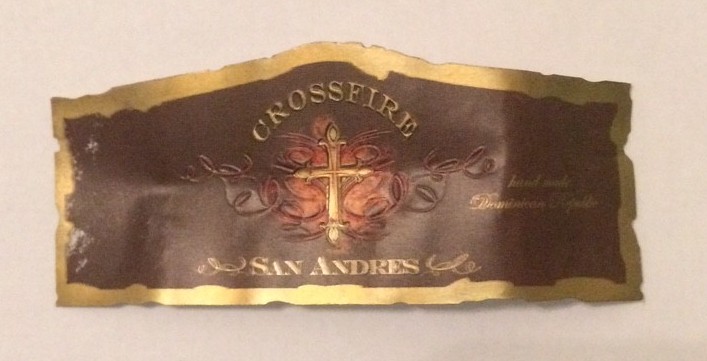 CROSSFIRE
SAN ANDRES
hand made
Dominican Republic